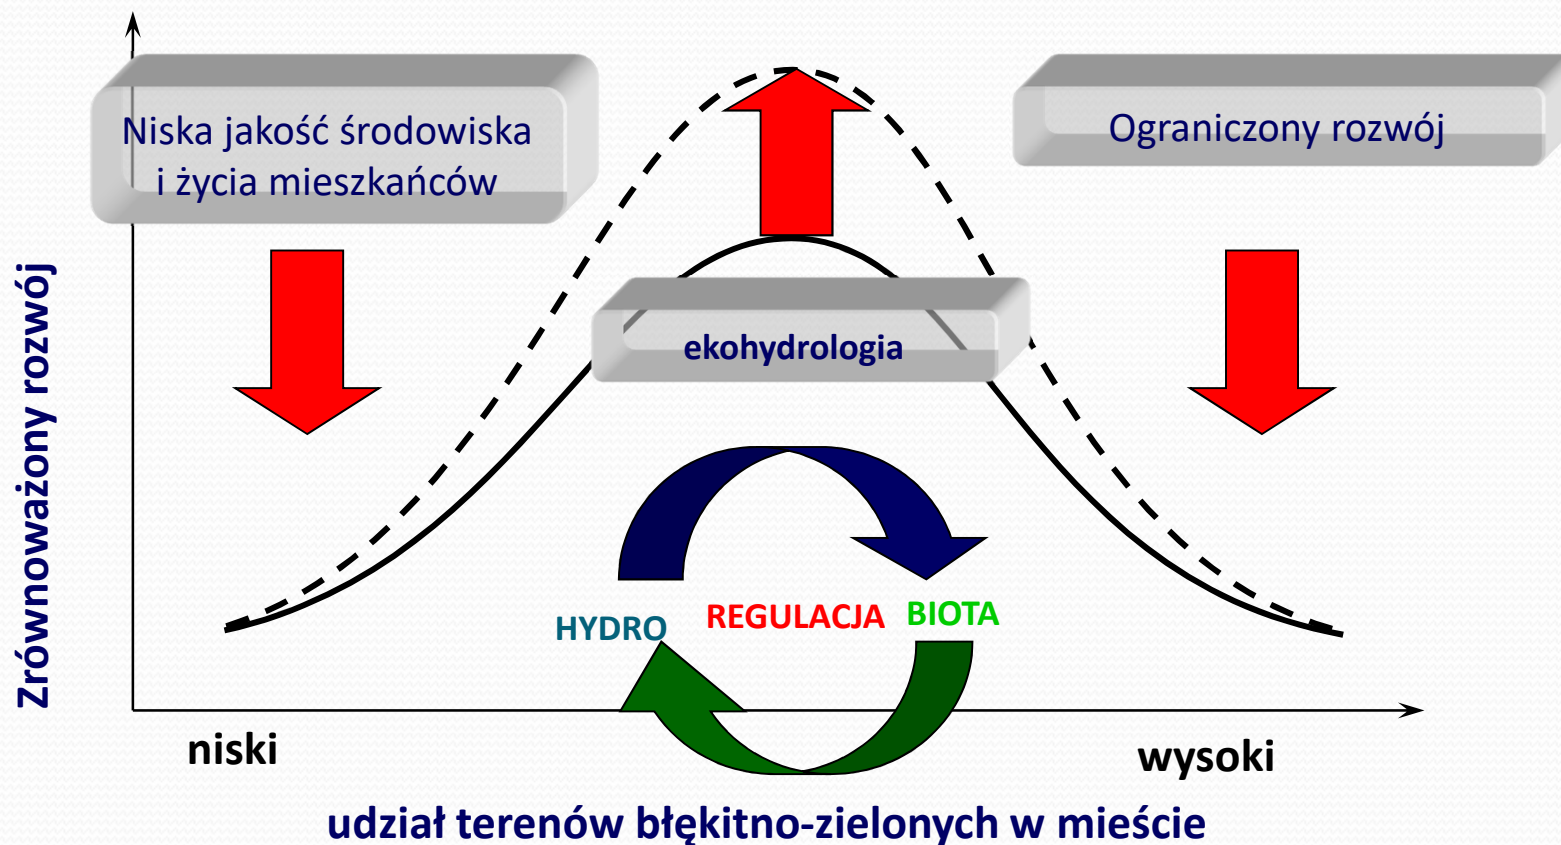 Niska jakość środowiska
i życia mieszkańców
Ograniczony rozwój
Zrównoważony rozwój
ekohydrologia
HYDRO
REGULACJA
BIOTA
niski
wysoki
udział terenów błękitno-zielonych w mieście